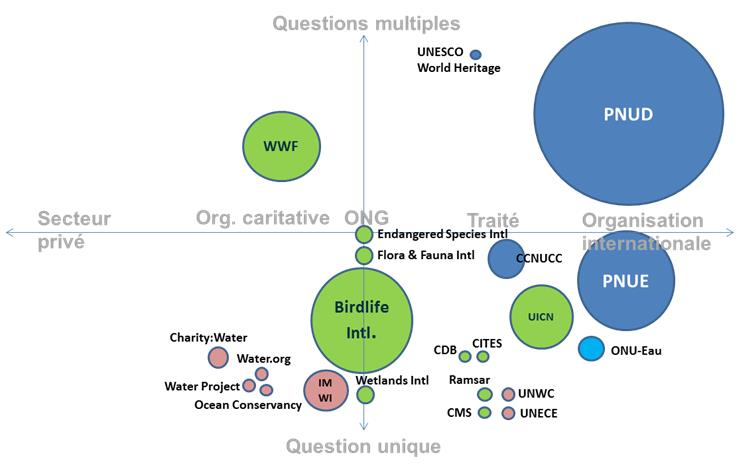 Questions multiples
UNESCO
World Heritage
PNUD
WWF
Secteur
privé
Org. caritative
ONG
Traité
Organisation
internationale
Endangered Species Intl
Flora & Fauna Intl
CCNUCC
PNUE
Birdlife
Intl.
UICN
Charity:Water
CDB
CITES
ONU-Eau
Water.org
Water Project
Ocean Conservancy
IM
WI
Wetlands Intl
Ramsar
UNWC
CMS
UNECE
Question unique